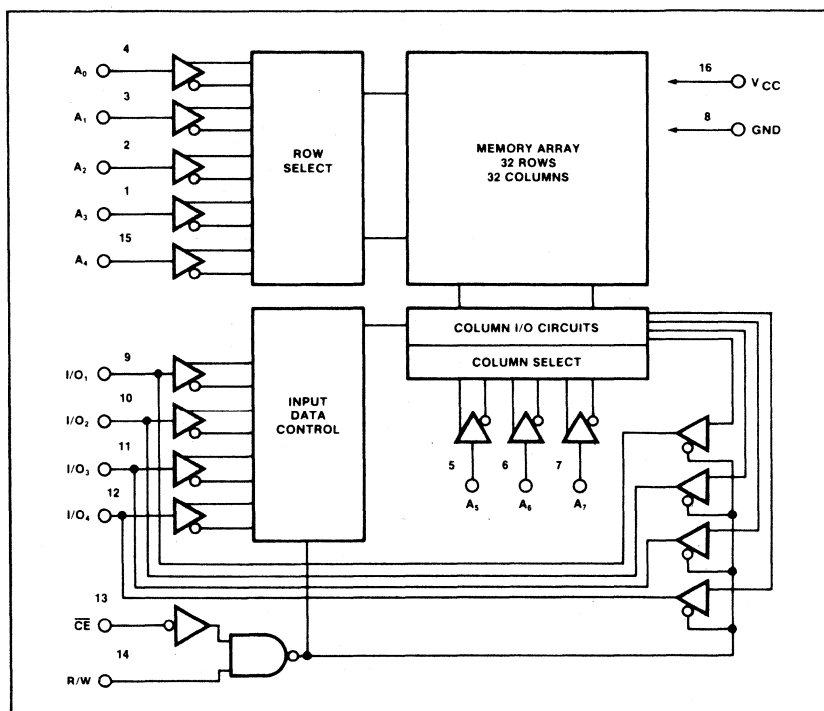 4
A₀
3
A₁
2
A₂
1
A₃
15
A₄
ROW
SELECT
MEMORY ARRAY
32 ROWS
32 COLUMNS
16
VCC
8
GND
COLUMN I/O CIRCUITS
COLUMN SELECT
9
I/O₁
10
I/O₂
11
I/O₃
12
I/O₄
INPUT
DATA
CONTROL
5
6
7
A₅
A₆
A₇
13
C̅E̅
14
R/W